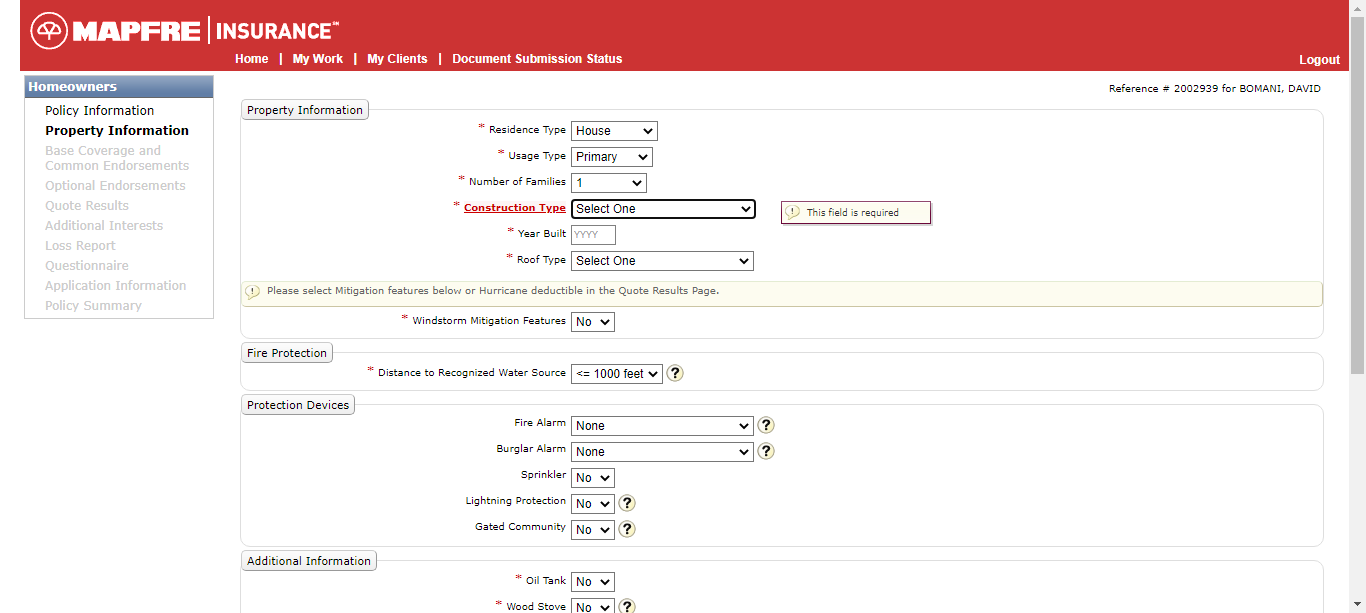 MAPFRE | INSURANCE℠
Home | My Work | My Clients | Document Submission Status
Logout
Homeowners
Policy Information
Property Information
Base Coverage and
Common Endorsements
Optional Endorsements
Quote Results
Additional Interests
Loss Report
Questionnaire
Application Information
Policy Summary
Reference # 2002939 for BOMANI, DAVID
Property Information
* Residence Type House
* Usage Type Primary
* Number of Families 1
* Construction Type Select One
This field is required
* Year Built YYYY
* Roof Type Select One
Please select Mitigation features below or Hurricane deductible in the Quote Results Page.
* Windstorm Mitigation Features No
Fire Protection
* Distance to Recognized Water Source <= 1000 feet ?
Protection Devices
Fire Alarm None ?
Burglar Alarm None ?
Sprinkler No
Lightning Protection No ?
Gated Community No ?
Additional Information
* Oil Tank No
* Wood Stove No ?